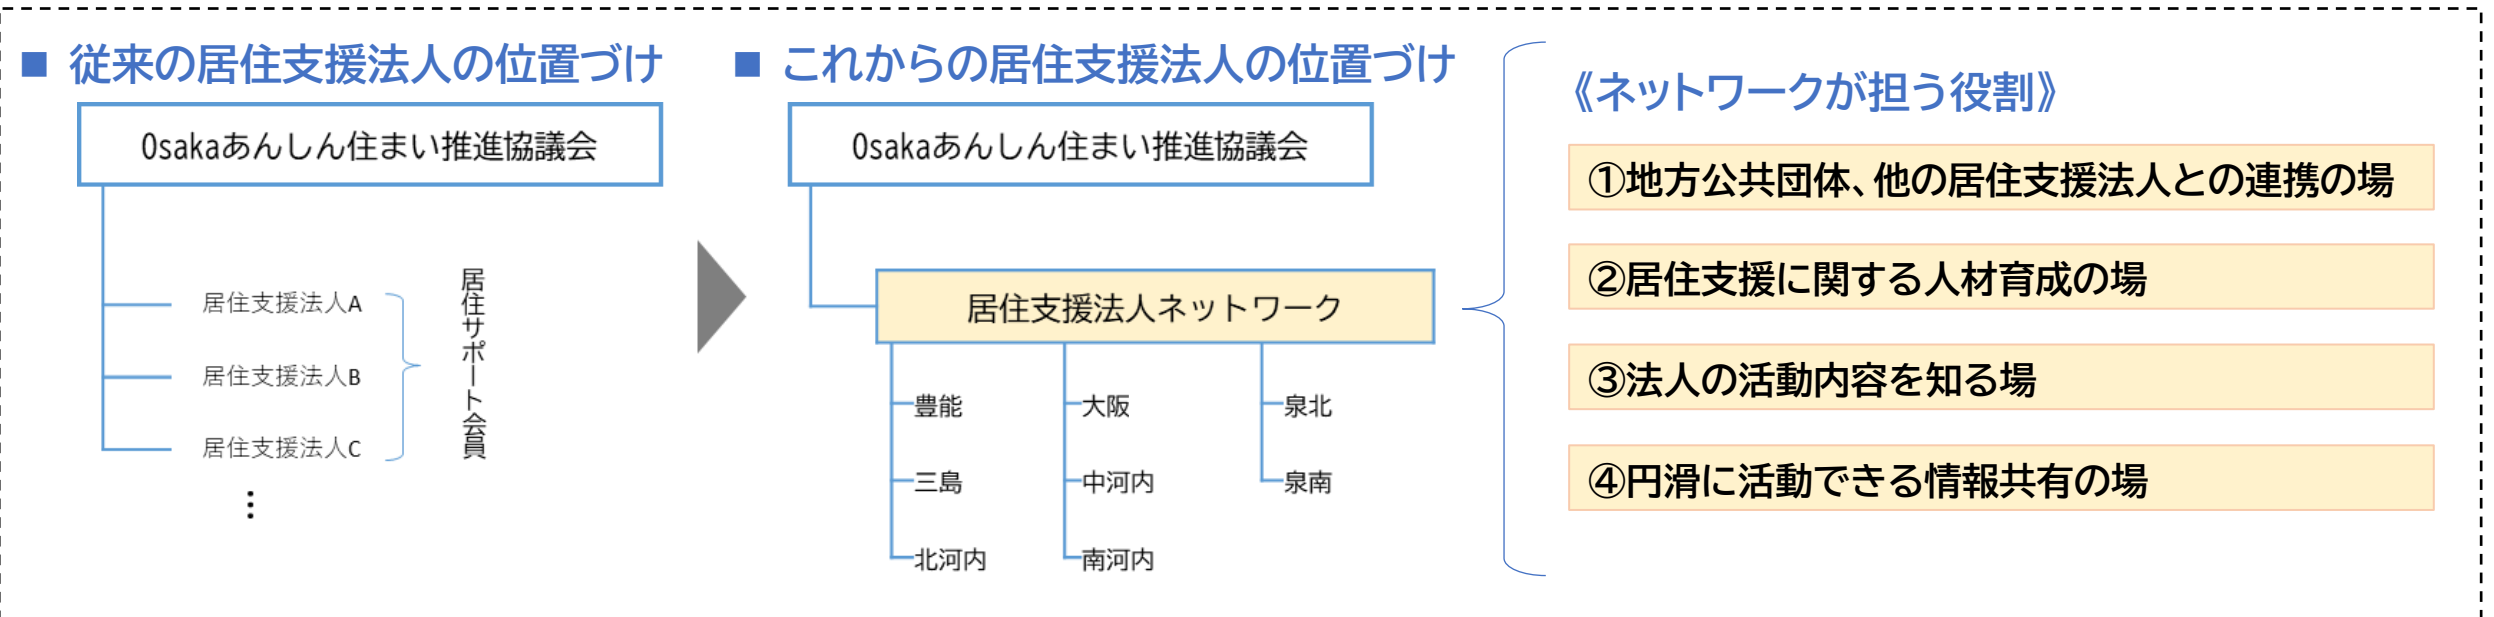 ■ 従来の居住支援法人の位置づけ
Osakaあんしん住まい推進協議会
居住支援法人A
居住支援法人B
居住支援法人C
⋮
居住サポート会員
■ これからの居住支援法人の位置づけ
Osakaあんしん住まい推進協議会
居住支援法人ネットワーク
豊能
三島
北河内
大阪
中河内
南河内
泉北
泉南
《ネットワークが担う役割》
①地方公共団体、他の居住支援法人との連携の場
②居住支援に関する人材育成の場
③法人の活動内容を知る場
④円滑に活動できる情報共有の場